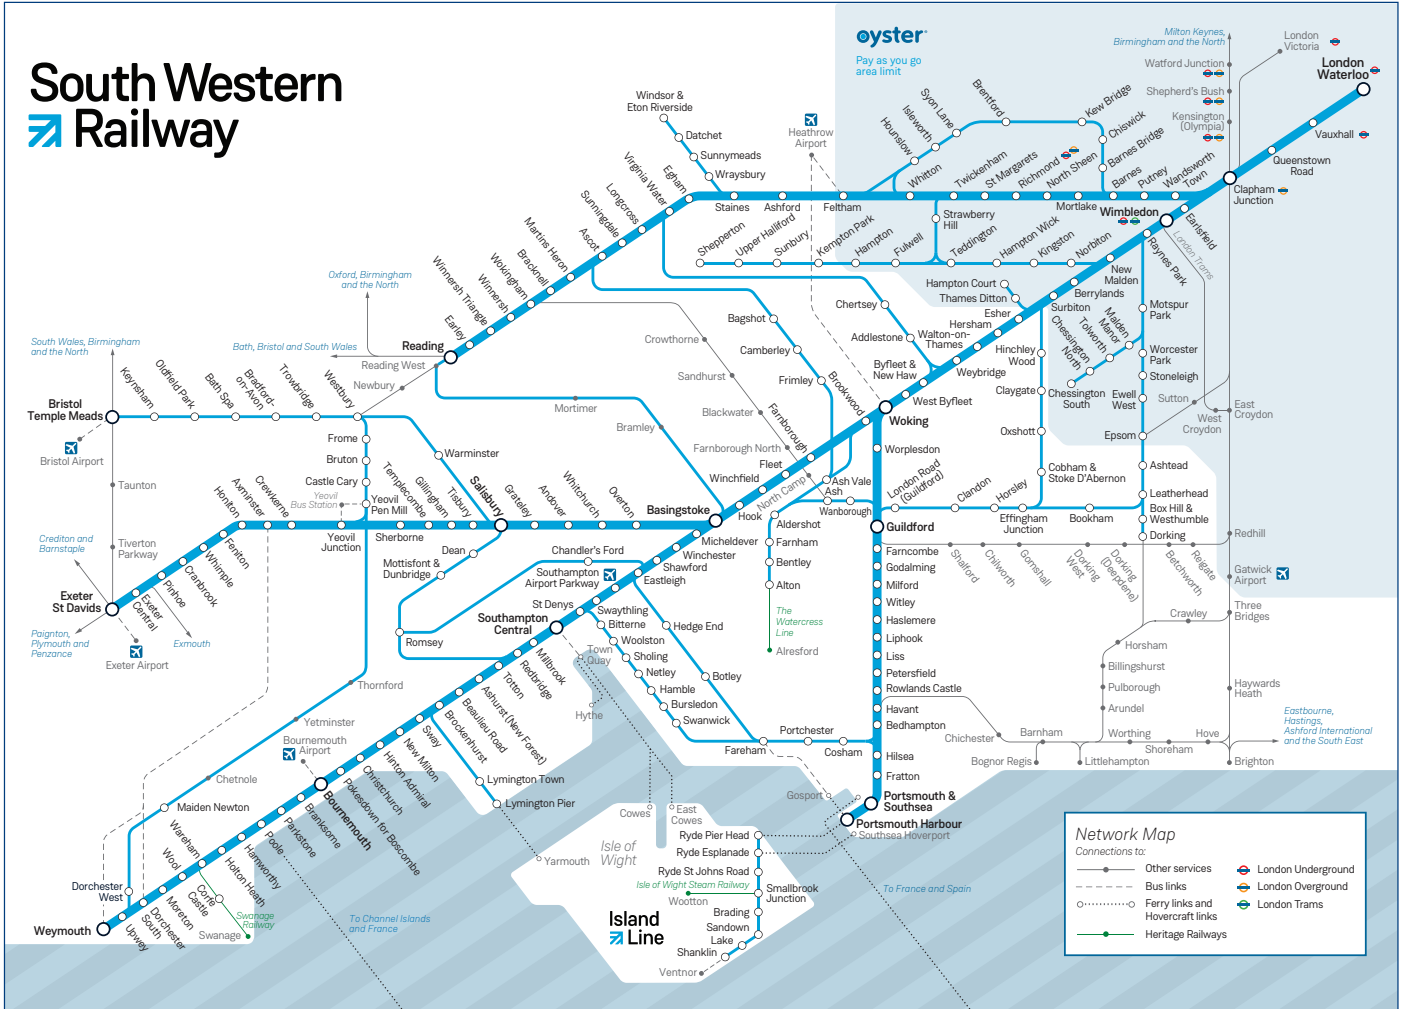 South Western
Railway
oyster
Pay as you go
area limit
Milton Keynes,
Birmingham and the North
London
Victoria
London
Waterloo
Watford Junction
Shepherd's Bush
Kensington
(Olympia)
Vauxhall
Queenstown
Road
Clapham
Junction
Windsor &
Eton Riverside
Datchet
Sunnymeads
Wraysbury
Heathrow
Airport
Hounslow
Isleworth
Syon Lane
Brentford
Kew Bridge
Chiswick
Barnes Bridge
Whitton
Twickenham
St Margarets
Richmond
North Sheen
Mortlake
Barnes
Putney
Wandsworth
Town
Wimbledon
Earlsfield
London Trams
Raynes Park
Staines
Ashford
Feltham
Strawberry
Hill
Shepperton
Upper Halliford
Sunbury
Kempton Park
Hampton
Fulwell
Teddington
Hampton Wick
Kingston
Norbiton
New
Malden
Berrylands
Surbiton
Hampton Court
Thames Ditton
Esher
Hersham
Walton-on-
Thames
Weybridge
Byfleet &
New Haw
West Byfleet
Woking
Motspur
Park
Malden
Manor
Tolworth
Chessington
North
Chessington
South
Worcester
Park
Stoneleigh
Ewell
West
Epsom
Sutton
West
Croydon
East
Croydon
Ashtead
Leatherhead
Box Hill &
Westhumble
Dorking
Hinchley
Wood
Claygate
Oxshott
Cobham &
Stoke D'Abernon
Virginia Water
Egham
Longcross
Sunningdale
Ascot
Martins Heron
Bracknell
Wokingham
Winnersh
Winnersh Triangle
Earley
Reading
Reading West
Oxford, Birmingham
and the North
Bath, Bristol and South Wales
South Wales, Birmingham
and the North
Newbury
Mortimer
Bramley
Chertsey
Addlestone
Bagshot
Camberley
Frimley
Brookwood
Crowthorne
Sandhurst
Blackwater
Farnborough North
Farnborough
North Camp
Fleet
Winchfield
Hook
Basingstoke
Ash Vale
Ash
Wanborough
Aldershot
Farnham
Bentley
Alton
The
Watercress
Line
Alresford
Bristol
Temple Meads
Bristol Airport
Keynsham
Oldfield Park
Bath Spa
Bradford-
on-Avon
Trowbridge
Westbury
Taunton
Tiverton
Parkway
Frome
Bruton
Castle Cary
Yeovil
Bus Station
Yeovil
Pen Mill
Yeovil
Junction
Warminster
Salisbury
Tisbury
Gillingham
Templecombe
Sherborne
Crewkerne
Axminster
Honiton
Feniton
Whimple
Cranbrook
Pinhoe
Exeter
Central
Exeter
St Davids
Exeter Airport
Exmouth
Crediton and
Barnstaple
Paignton,
Plymouth and
Penzance
Grateley
Andover
Whitchurch
Overton
Dean
Mottisfont &
Dunbridge
Romsey
Chandler's Ford
Southampton
Airport Parkway
Micheldever
Winchester
Shawford
Eastleigh
St Denys
Southampton
Central
Swaythling
Bitterne
Woolston
Sholing
Netley
Hamble
Bursledon
Swanwick
Hedge End
Botley
Fareham
Portchester
Cosham
Town
Quay
Hythe
Millbrook
Redbridge
Totton
Ashurst (New Forest)
Beaulieu Road
Brockenhurst
Sway
New Milton
Hinton Admiral
Christchurch
Pokesdown for Boscombe
Bournemouth
Bournemouth
Airport
Branksome
Parkstone
Poole
Hamworthy
Holton Heath
Wareham
Wool
Moreton
Dorchester
South
Upwey
Weymouth
Dorchester
West
Maiden Newton
Chetnole
Yetminster
Thornford
Corfe
Castle
Swanage
Railway
Swanage
Lymington Town
Lymington Pier
Yarmouth
To Channel Islands
and France
London Road
(Guildford)
Clandon
Horsley
Effingham
Junction
Bookham
Worplesdon
Guildford
Farncombe
Godalming
Milford
Witley
Haslemere
Liphook
Liss
Petersfield
Rowlands Castle
Havant
Bedhampton
Hilsea
Fratton
Portsmouth &
Southsea
Portsmouth Harbour
Southsea Hoverport
Gosport
Shalford
Chilworth
Gomshall
Dorking
West
Dorking
(Deepdene)
Betchworth
Reigate
Redhill
Gatwick
Airport
Three
Bridges
Crawley
Horsham
Billingshurst
Pulborough
Arundel
Haywards
Heath
Chichester
Barnham
Bognor Regis
Littlehampton
Worthing
Shoreham
Hove
Brighton
Eastbourne,
Hastings,
Ashford International
and the South East
Cowes
East
Cowes
Isle of
Wight
Ryde Pier Head
Ryde Esplanade
Ryde St Johns Road
Isle of Wight Steam Railway
Wootton
Smallbrook
Junction
Brading
Sandown
Lake
Shanklin
Ventnor
Island
Line
To France and Spain
Network Map
Connections to:
Other services
Bus links
Ferry links and
Hovercraft links
Heritage Railways
London Underground
London Overground
London Trams